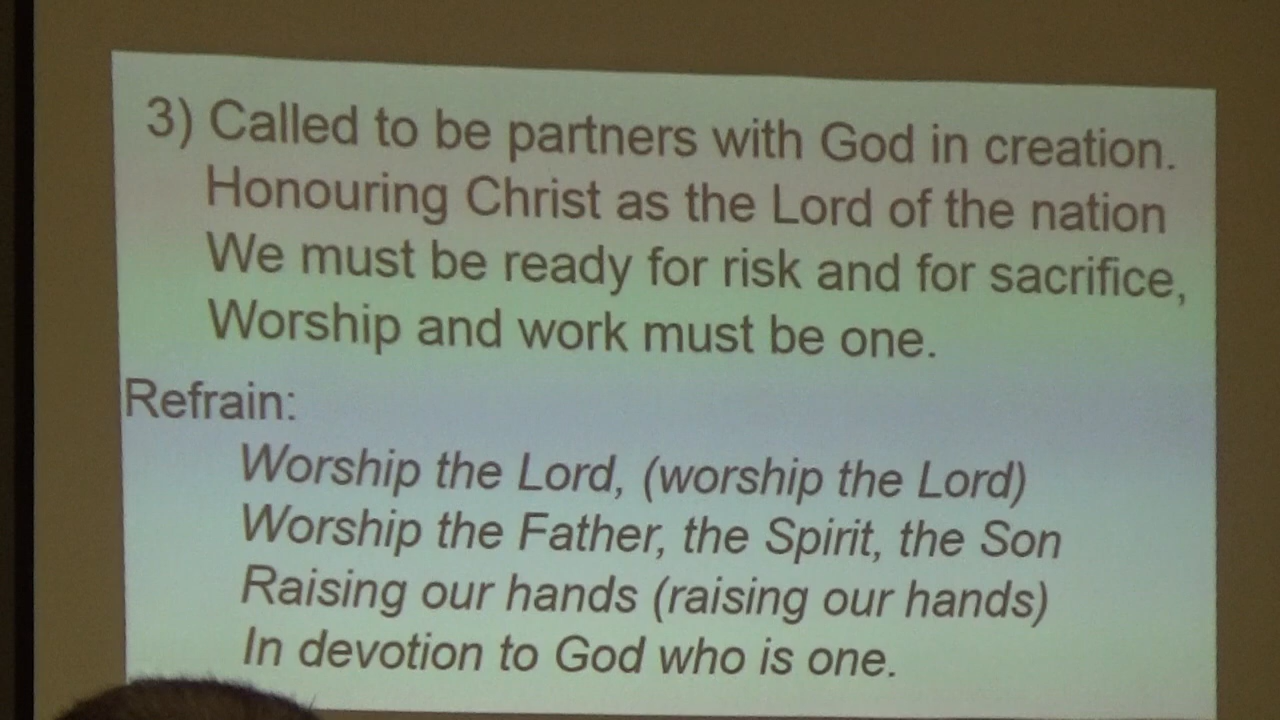 3) Called to be partners with God in creation.
Honouring Christ as the Lord of the nation
We must be ready for risk and for sacrifice,
Worship and work must be one.
Refrain:
Worship the Lord, (worship the Lord)
Worship the Father, the Spirit, the Son
Raising our hands (raising our hands)
In devotion to God who is one.